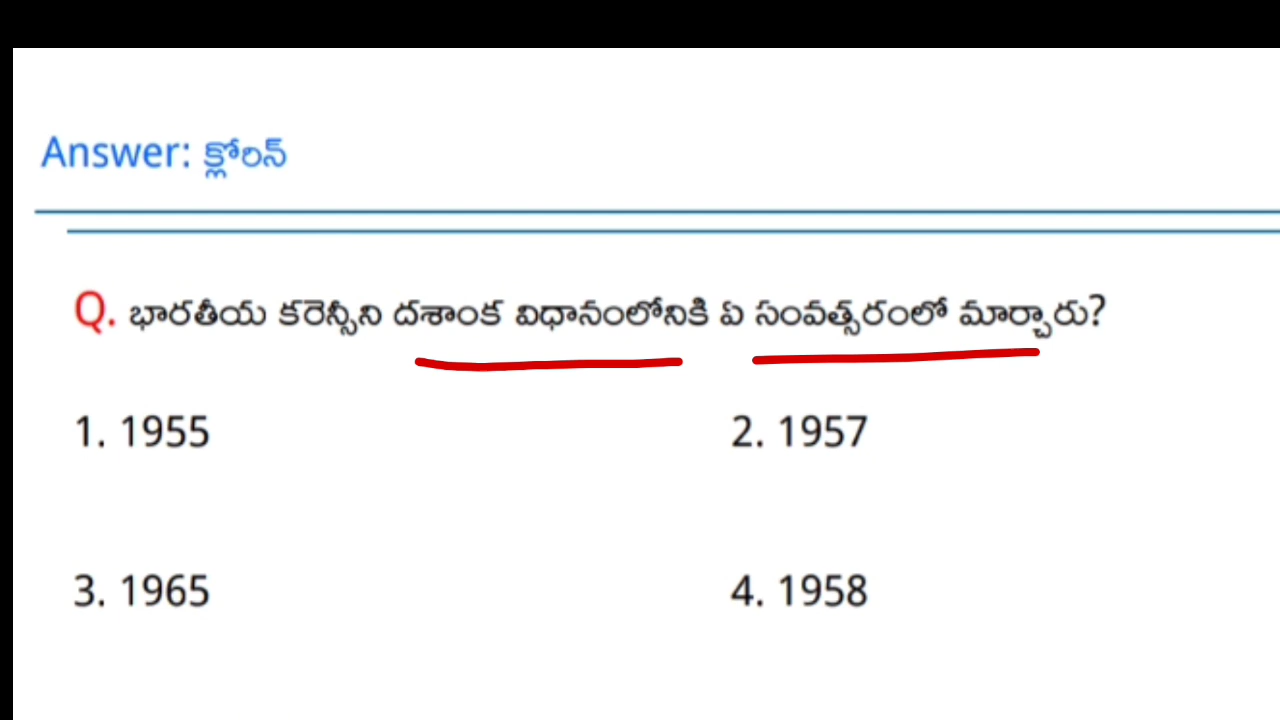 Answer: క్లోరిన్
Q. భారతీయ కరెన్సీని దశాంక విధానంలోనికి ఏ సంవత్సరంలో మార్చారు?
1. 1955 2. 1957
3. 1965 4. 1958